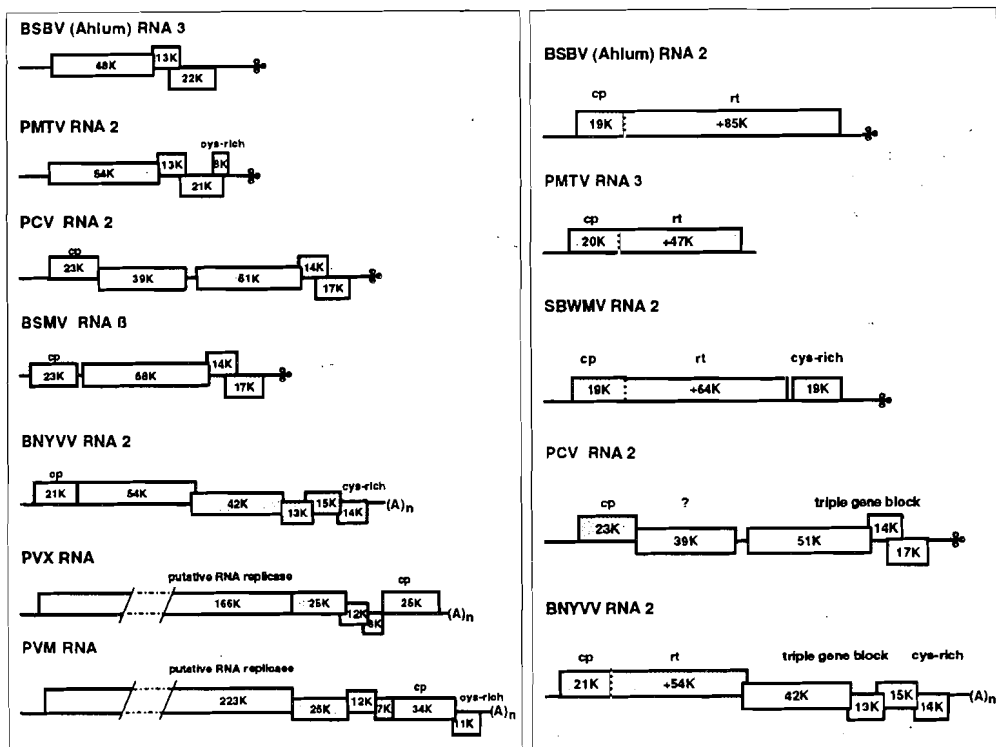 BSBV (Ahlum) RNA 3
48K
13K
22K
PMTV RNA 2
cys-rich
54K
13K
21K
8K
PCV RNA 2
cp
23K
39K
51K
14K
17K
BSMV RNA ß
cp
23K
58K
14K
17K
BNYVV RNA 2
cp
cys-rich
21K
54K
42K
13K
15K
14K
(A)n
PVX RNA
putative RNA replicase
cp
166K
25K
12K
8K
25K
(A)n
PVM RNA
putative RNA replicase
cp
cys-rich
223K
25K
12K
7K
34K
11K
(A)n
BSBV (Ahlum) RNA 2
cp rt
19K +85K
PMTV RNA 3
cp rt
20K +47K
SBWMV RNA 2
cp rt cys-rich
19K +64K 19K
PCV RNA 2
cp ? triple gene block
23K
39K
51K
14K
17K
BNYVV RNA 2
cp rt triple gene block cys-rich
21K +54K
42K
13K
15K
14K
(A)n